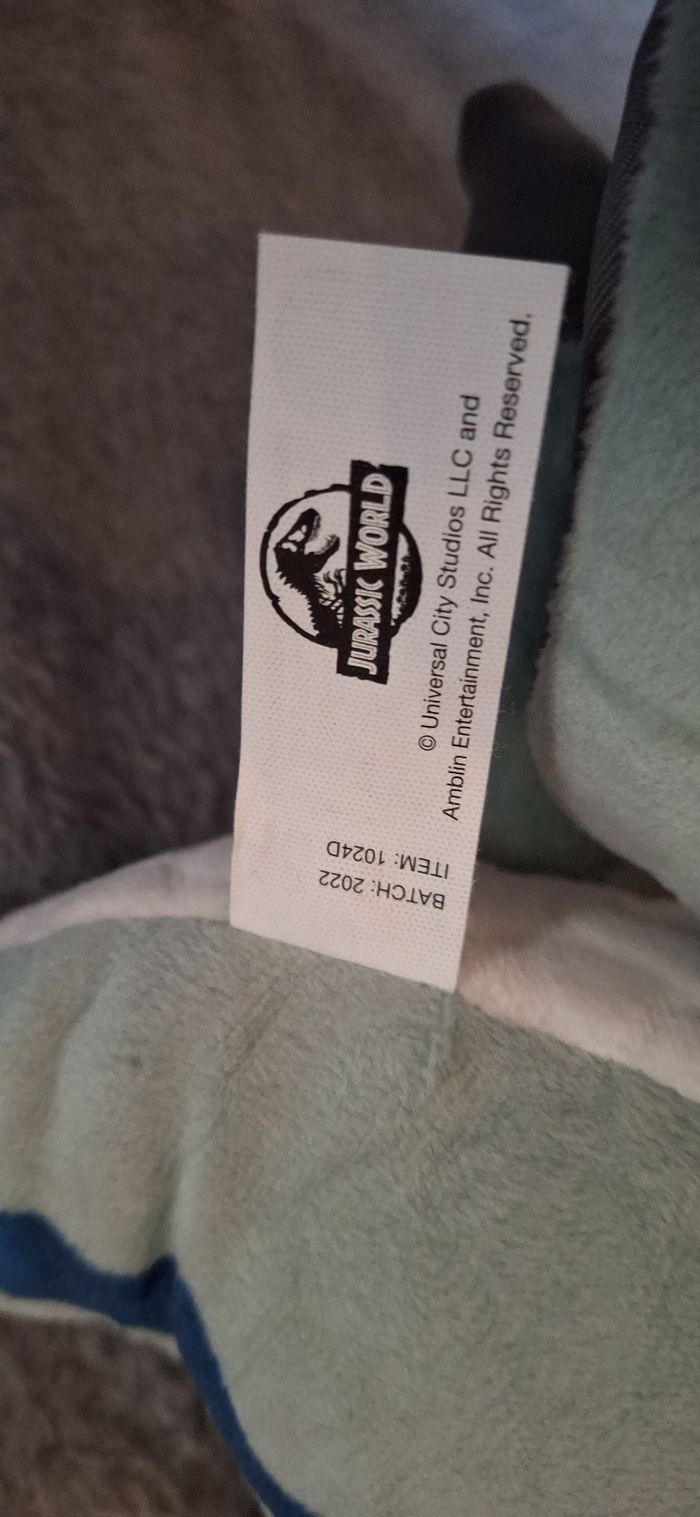 JURASSIC WORLD
© Universal City Studios LLC and
Amblin Entertainment, Inc. All Rights Reserved.
ITEM: 1024D
BATCH: 2022